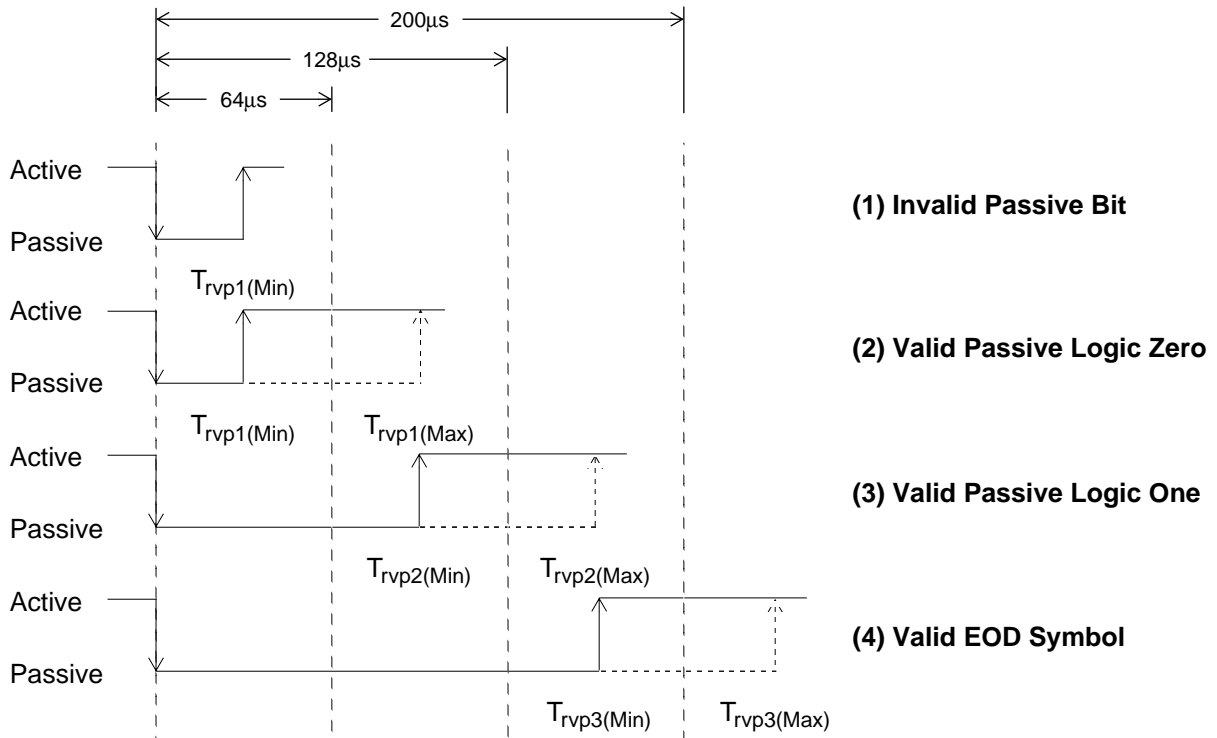 200μs
128μs
64μs
Active
Passive
(1) Invalid Passive Bit
Trvp1(Min)
Active
Passive
(2) Valid Passive Logic Zero
Trvp1(Min)
Trvp1(Max)
Active
Passive
(3) Valid Passive Logic One
Trvp2(Min)
Trvp2(Max)
Active
Passive
(4) Valid EOD Symbol
Trvp3(Min)
Trvp3(Max)